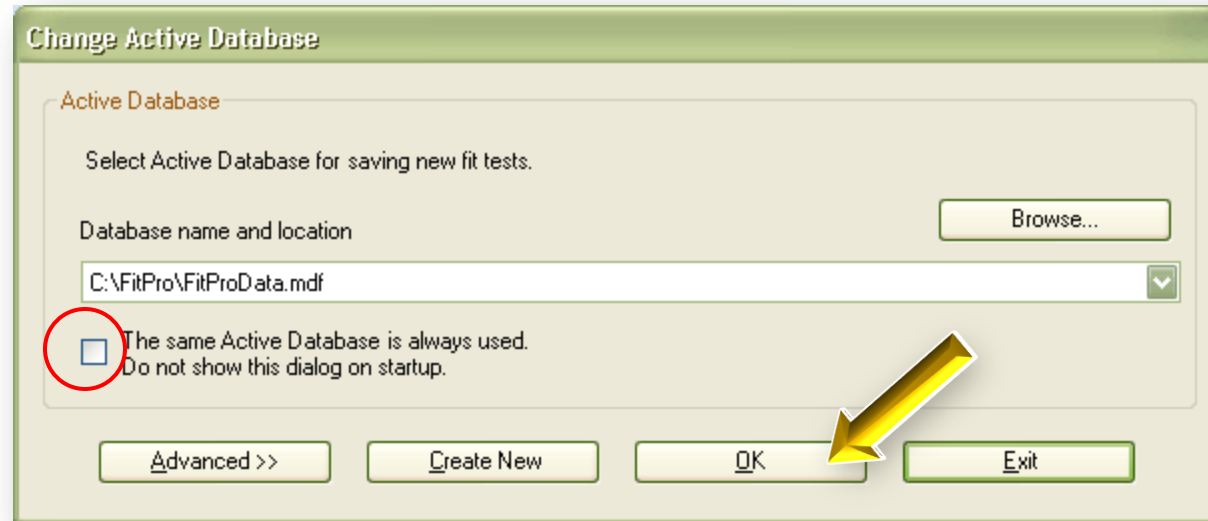 Change Active Database
Active Database
Select Active Database for saving new fit tests.
Browse...
Database name and location
C:\FitPro\FitProData.mdf
The same Active Database is always used.
Do not show this dialog on startup.
Advanced >>
Create New
OK
Exit